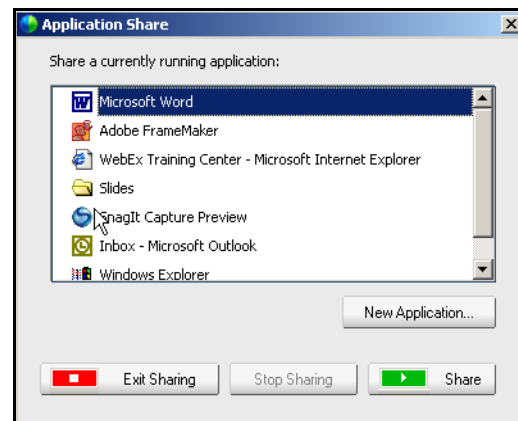 Application Share
Share a currently running application:
Microsoft Word
Adobe FrameMaker
WebEx Training Center - Microsoft Internet Explorer
Slides
SnagIt Capture Preview
Inbox - Microsoft Outlook
Windows Explorer
New Application...
Exit Sharing Stop Sharing Share